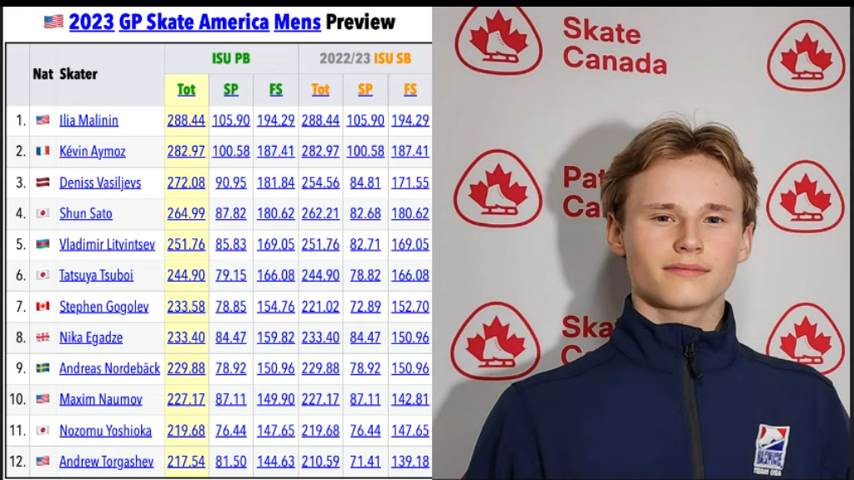 2023 GP Skate America Mens Preview
ISU PB 2022/23 ISU SB
Nat Skater
Tot SP FS Tot SP FS
1. Ilia Malinin 288.44 105.90 194.29 288.44 105.90 194.29
2. Kévin Aymoz 282.97 100.58 187.41 282.97 100.58 187.41
3. Deniss Vasiljevs 272.08 90.95 181.84 254.56 84.81 171.55
4. Shun Sato 264.99 87.82 180.62 262.21 82.68 180.62
5. Vladimir Litvintsev 251.76 85.83 169.05 251.76 82.71 169.05
6. Tatsuya Tsuboi 244.90 79.15 166.08 244.90 78.82 166.08
7. Stephen Gogolev 233.58 78.85 154.76 221.02 72.89 152.70
8. Nika Egadze 233.40 84.47 159.82 233.40 84.47 150.96
9. Andreas Nordebäck 229.88 78.92 150.96 229.88 78.92 150.96
10. Maxim Naumov 227.17 87.11 149.90 227.17 87.11 142.81
11. Nozomu Yoshioka 219.68 76.44 147.65 219.68 76.44 147.65
12. Andrew Torgashev 217.54 81.50 144.63 210.59 71.41 139.18
Skate
Canada
Pat
Ca
Ska
C
TEAM USA